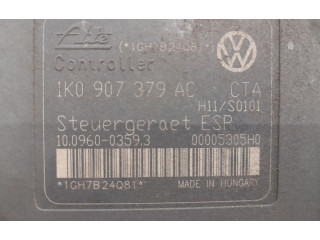 Ate (*1GH7B24Q81*)
Controller
1K0 907 379 AC CTA
H11/S0101
Steuergeraet ESP
10.0960-0359.3 00005305H0
*1GH7B24Q81* MADE IN HUNGARY